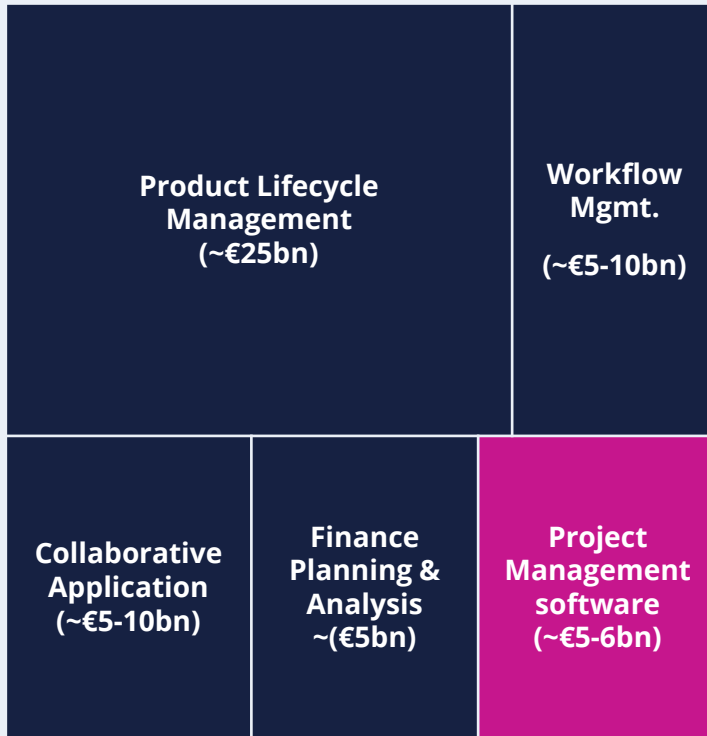 Product Lifecycle
Management
(~€25bn)
Workflow
Mgmt.
(~€5-10bn)
Collaborative
Application
(~€5-10bn)
Finance
Planning &
Analysis
~(€5bn)
Project
Management
software
(~€5-6bn)